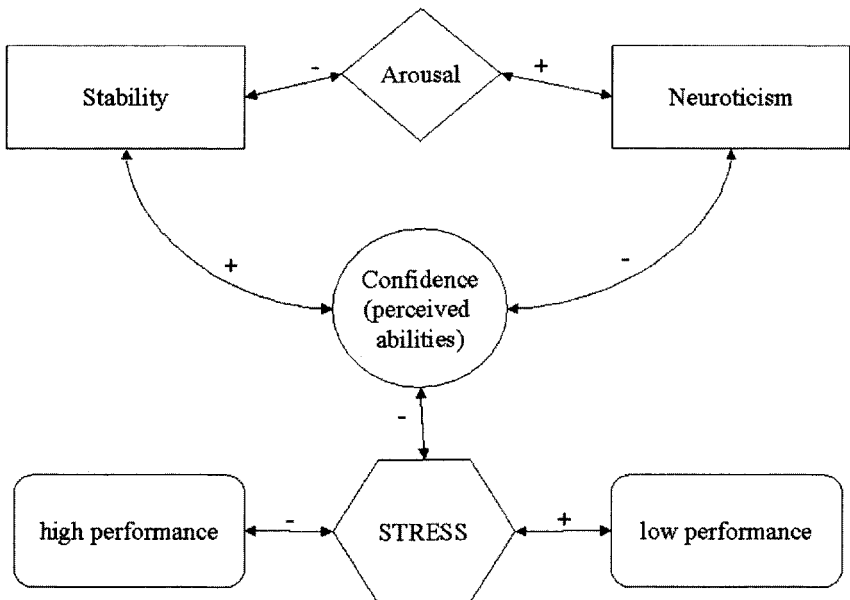 Stability
-
Arousal
+
Neuroticism
+
-
Confidence
(perceived
abilities)
-
high performance
-
STRESS
+
low performance